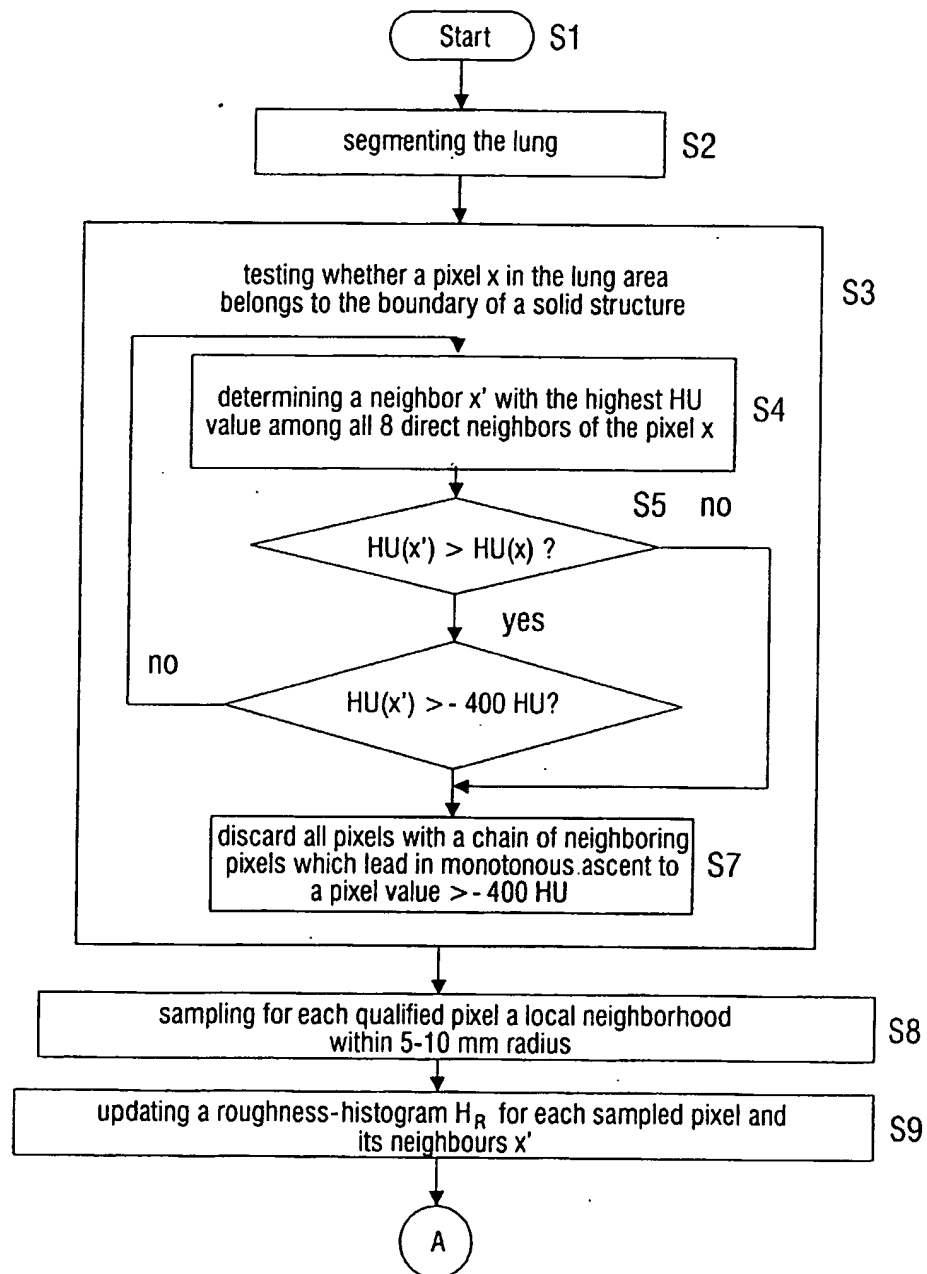 Start
S1
segmenting the lung
S2
testing whether a pixel x in the lung area
belongs to the boundary of a solid structure
S3
determining a neighbor x' with the highest HU
value among all 8 direct neighbors of the pixel x
S4
S5 no
HU(x') > HU(x) ?
yes
no
HU(x') > - 400 HU?
discard all pixels with a chain of neighboring
pixels which lead in monotonous ascent to
a pixel value > - 400 HU
S7
sampling for each qualified pixel a local neighborhood
within 5-10 mm radius
S8
updating a roughness-histogram H_R for each sampled pixel and
its neighbours x'
S9
A